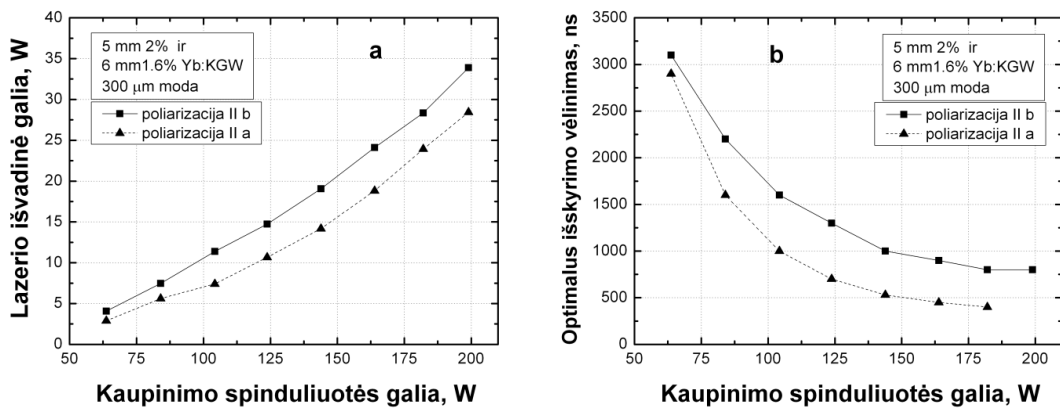 40
35
30
25
20
15
10
5
0
Lazerio išvadinė galia, W
5 mm 2% ir
6 mm1.6% Yb:KGW
300 μm moda
poliarizacija II b
poliarizacija II a
a
50 75 100 125 150 175 200
Kaupinimo spinduliuotės galia, W
3500
3000
2500
2000
1500
1000
500
0
Optimalus išskyrimo vėlinimas, ns
b
5 mm 2% ir
6 mm1.6% Yb:KGW
300 μm moda
poliarizacija II b
poliarizacija II a
50 75 100 125 150 175 200
Kaupinimo spinduliuotės galia, W